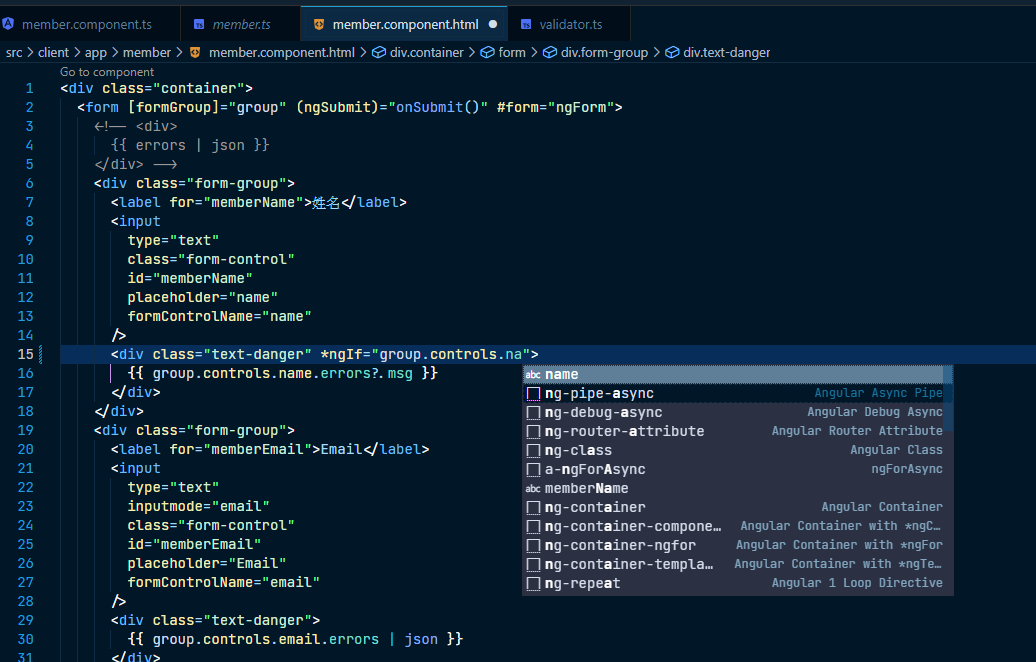 member.component.ts member.ts member.component.html validator.ts
src > client > app > member > member.component.html > div.container > form > div.form-group > div.text-danger
Go to component
1 <div class="container">
2 <form [formGroup]="group" (ngSubmit)="onSubmit()" #form="ngForm">
3 <!-- <div>
4 {{ errors | json }}
5 </div> -->
6 <div class="form-group">
7 <label for="memberName">姓名</label>
8 <input
9 type="text"
10 class="form-control"
11 id="memberName"
12 placeholder="name"
13 formControlName="name"
14 />
15 <div class="text-danger" *ngIf="group.controls.na">
16 {{ group.controls.name.errors?.msg }}
17 </div>
18 </div>
19 <div class="form-group">
20 <label for="memberEmail">Email</label>
21 <input
22 type="text"
23 inputmode="email"
24 class="form-control"
25 id="memberEmail"
26 placeholder="Email"
27 formControlName="email"
28 />
29 <div class="text-danger">
30 {{ group.controls.email.errors | json }}
31 </div>
abc name
ng-pipe-async Angular Async Pipe
ng-debug-async Angular Debug Async
ng-router-attribute Angular Router Attribute
ng-class Angular Class
a-ngForAsync ngForAsync
abc memberName
ng-container Angular Container
ng-container-compone… Angular Container with *ngC…
ng-container-ngfor Angular Container with *ngFor
ng-container-templa… Angular Container with *ngTe…
ng-repeat Angular 1 Loop Directive